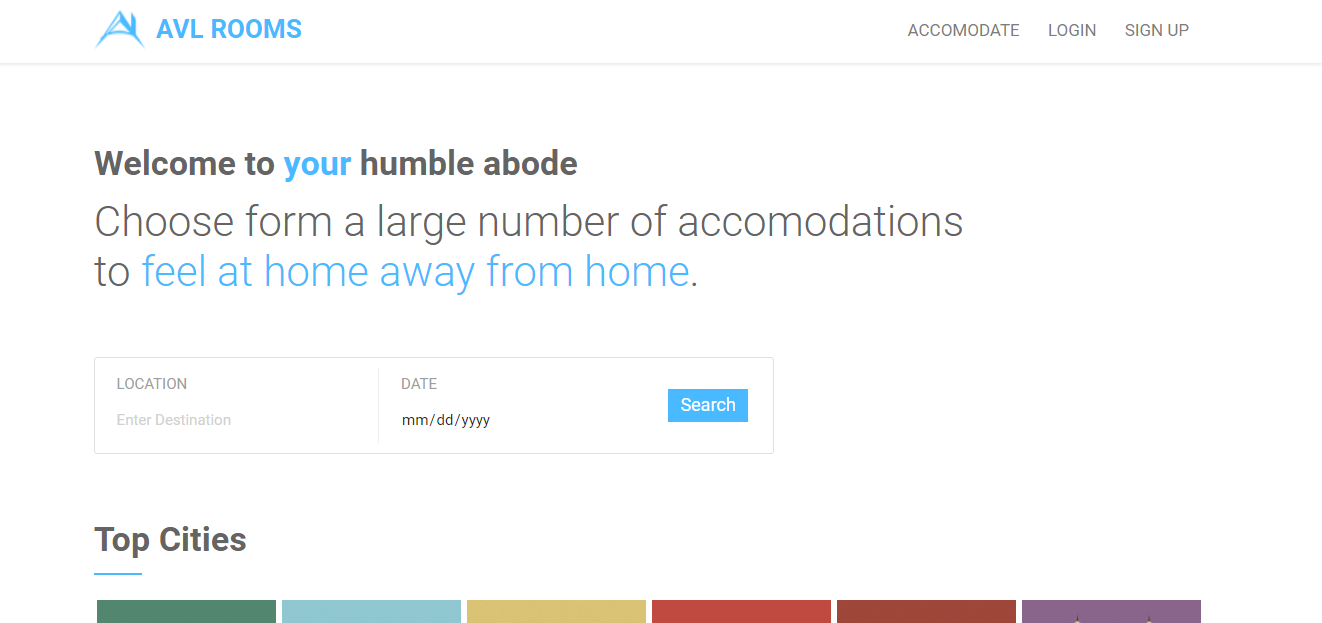 AVL ROOMS
ACCOMODATE LOGIN SIGN UP
Welcome to your humble abode
Choose form a large number of accomodations
to feel at home away from home.
LOCATION DATE
Enter Destination mm/dd/yyyy Search
Top Cities